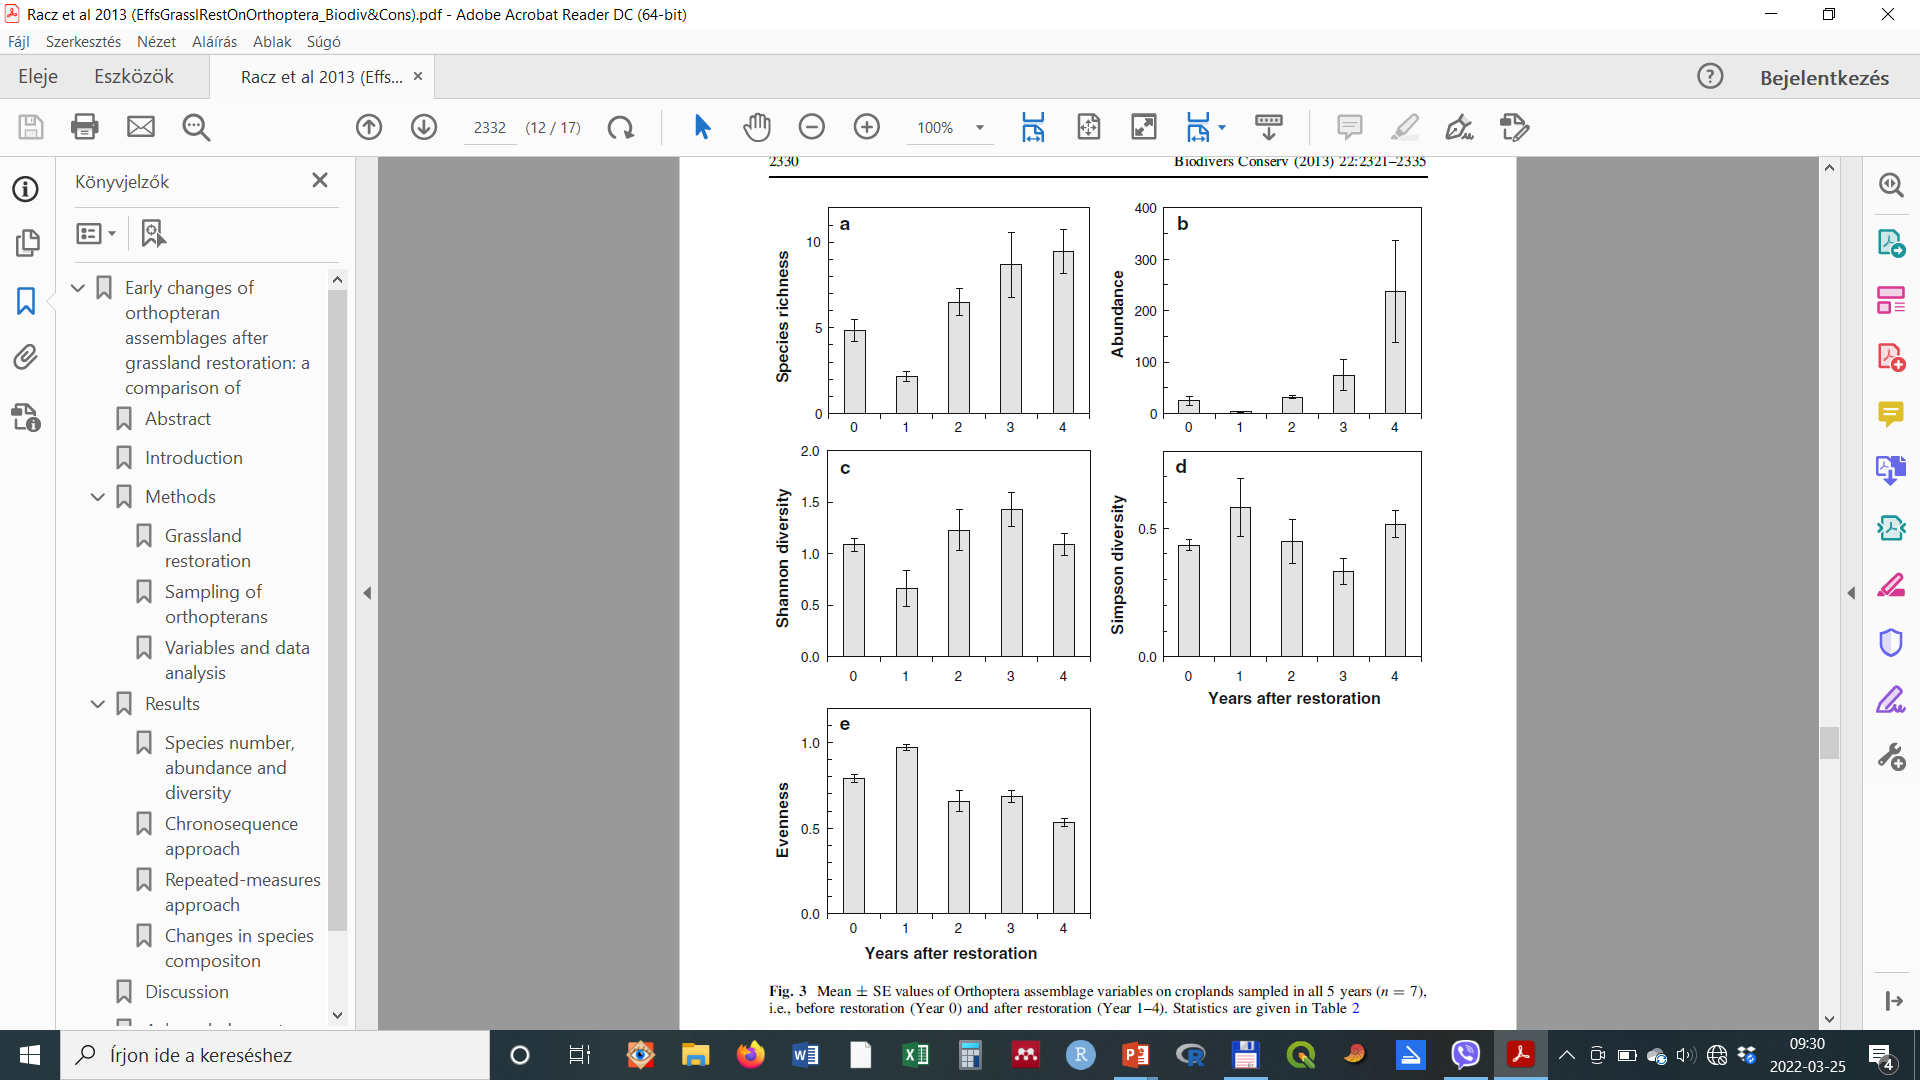 Racz et al 2013 (EffsGrasslRestOnOrthoptera_Biodiv&Cons).pdf - Adobe Acrobat Reader DC (64-bit)
Fájl Szerkesztés Nézet Aláírás Ablak Súgó
Eleje Eszközök Racz et al 2013 (Effs... × Bejelentkezés
2332 (12 / 17) 100%
Könyvjelzők
Early changes of
orthopteran
assemblages after
grassland restoration: a
comparison of
Abstract
Introduction
Methods
Grassland
restoration
Sampling of
orthopterans
Variables and data
analysis
Results
Species number,
abundance and
diversity
Chronosequence
approach
Repeated-measures
approach
Changes in species
compositon
Discussion
2330 Biodivers Conserv (2013) 22:2321–2335
a
Species richness
10
5
0
0 1 2 3 4
b
Abundance
400
300
200
100
0
0 1 2 3 4
c
Shannon diversity
2.0
1.5
1.0
0.5
0.0
0 1 2 3 4
d
Simpson diversity
0.5
0.0
0 1 2 3 4
Years after restoration
e
Evenness
1.0
0.5
0.0
0 1 2 3 4
Years after restoration
Fig. 3 Mean ± SE values of Orthoptera assemblage variables on croplands sampled in all 5 years (n = 7),
i.e., before restoration (Year 0) and after restoration (Year 1–4). Statistics are given in Table 2
Írjon ide a kereséshez
09:30
2022-03-25
4